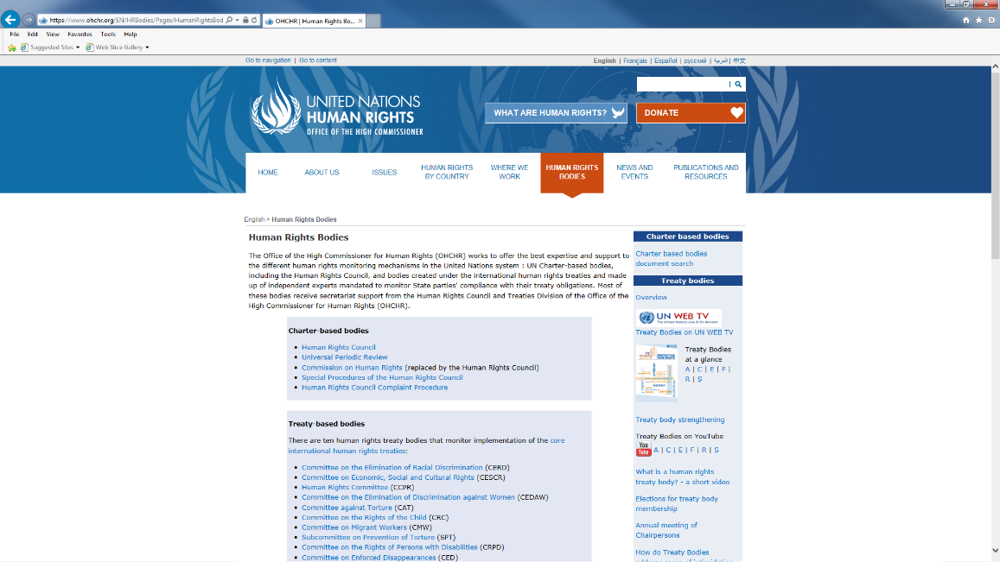 https://www.ohchr.org/EN/HRBodies/Pages/HumanRightsBod
OHCHR | Human Rights Bo...
File Edit View Favorites Tools Help
Suggested Sites Web Slice Gallery
Go to navigation | Go to content
English | Français | Español | русский | العربية | 中文
UNITED NATIONS
HUMAN RIGHTS
OFFICE OF THE HIGH COMMISSIONER
WHAT ARE HUMAN RIGHTS?
DONATE
HOME
ABOUT US
ISSUES
HUMAN RIGHTS
BY COUNTRY
WHERE WE
WORK
HUMAN RIGHTS
BODIES
NEWS AND
EVENTS
PUBLICATIONS AND
RESOURCES
English > Human Rights Bodies
Human Rights Bodies
The Office of the High Commissioner for Human Rights (OHCHR) works to offer the best expertise and support to
the different human rights monitoring mechanisms in the United Nations system : UN Charter-based bodies,
including the Human Rights Council, and bodies created under the international human rights treaties and made
up of independent experts mandated to monitor State parties' compliance with their treaty obligations. Most of
these bodies receive secretariat support from the Human Rights Council and Treaties Division of the Office of the
High Commissioner for Human Rights (OHCHR).
Charter-based bodies
• Human Rights Council
• Universal Periodic Review
• Commission on Human Rights (replaced by the Human Rights Council)
• Special Procedures of the Human Rights Council
• Human Rights Council Complaint Procedure
Treaty-based bodies
There are ten human rights treaty bodies that monitor implementation of the core
international human rights treaties:
• Committee on the Elimination of Racial Discrimination (CERD)
• Committee on Economic, Social and Cultural Rights (CESCR)
• Human Rights Committee (CCPR)
• Committee on the Elimination of Discrimination against Women (CEDAW)
• Committee against Torture (CAT)
• Committee on the Rights of the Child (CRC)
• Committee on Migrant Workers (CMW)
• Subcommittee on Prevention of Torture (SPT)
• Committee on the Rights of Persons with Disabilities (CRPD)
• Committee on Enforced Disappearances (CED)
Charter based bodies
Charter based bodies
document search
Treaty bodies
Overview
UN WEB TV
The United Nations Live & On-demand
Treaty Bodies on UN WEB TV
Treaty Bodies
at a glance
A | C | E | F |
R | S
Treaty body strengthening
Treaty Bodies on YouTube
You
Tube
A | C | E | F | R | S
What is a human rights
treaty body? - a short video
Elections for treaty body
membership
Annual meeting of
Chairpersons
How do Treaty Bodies